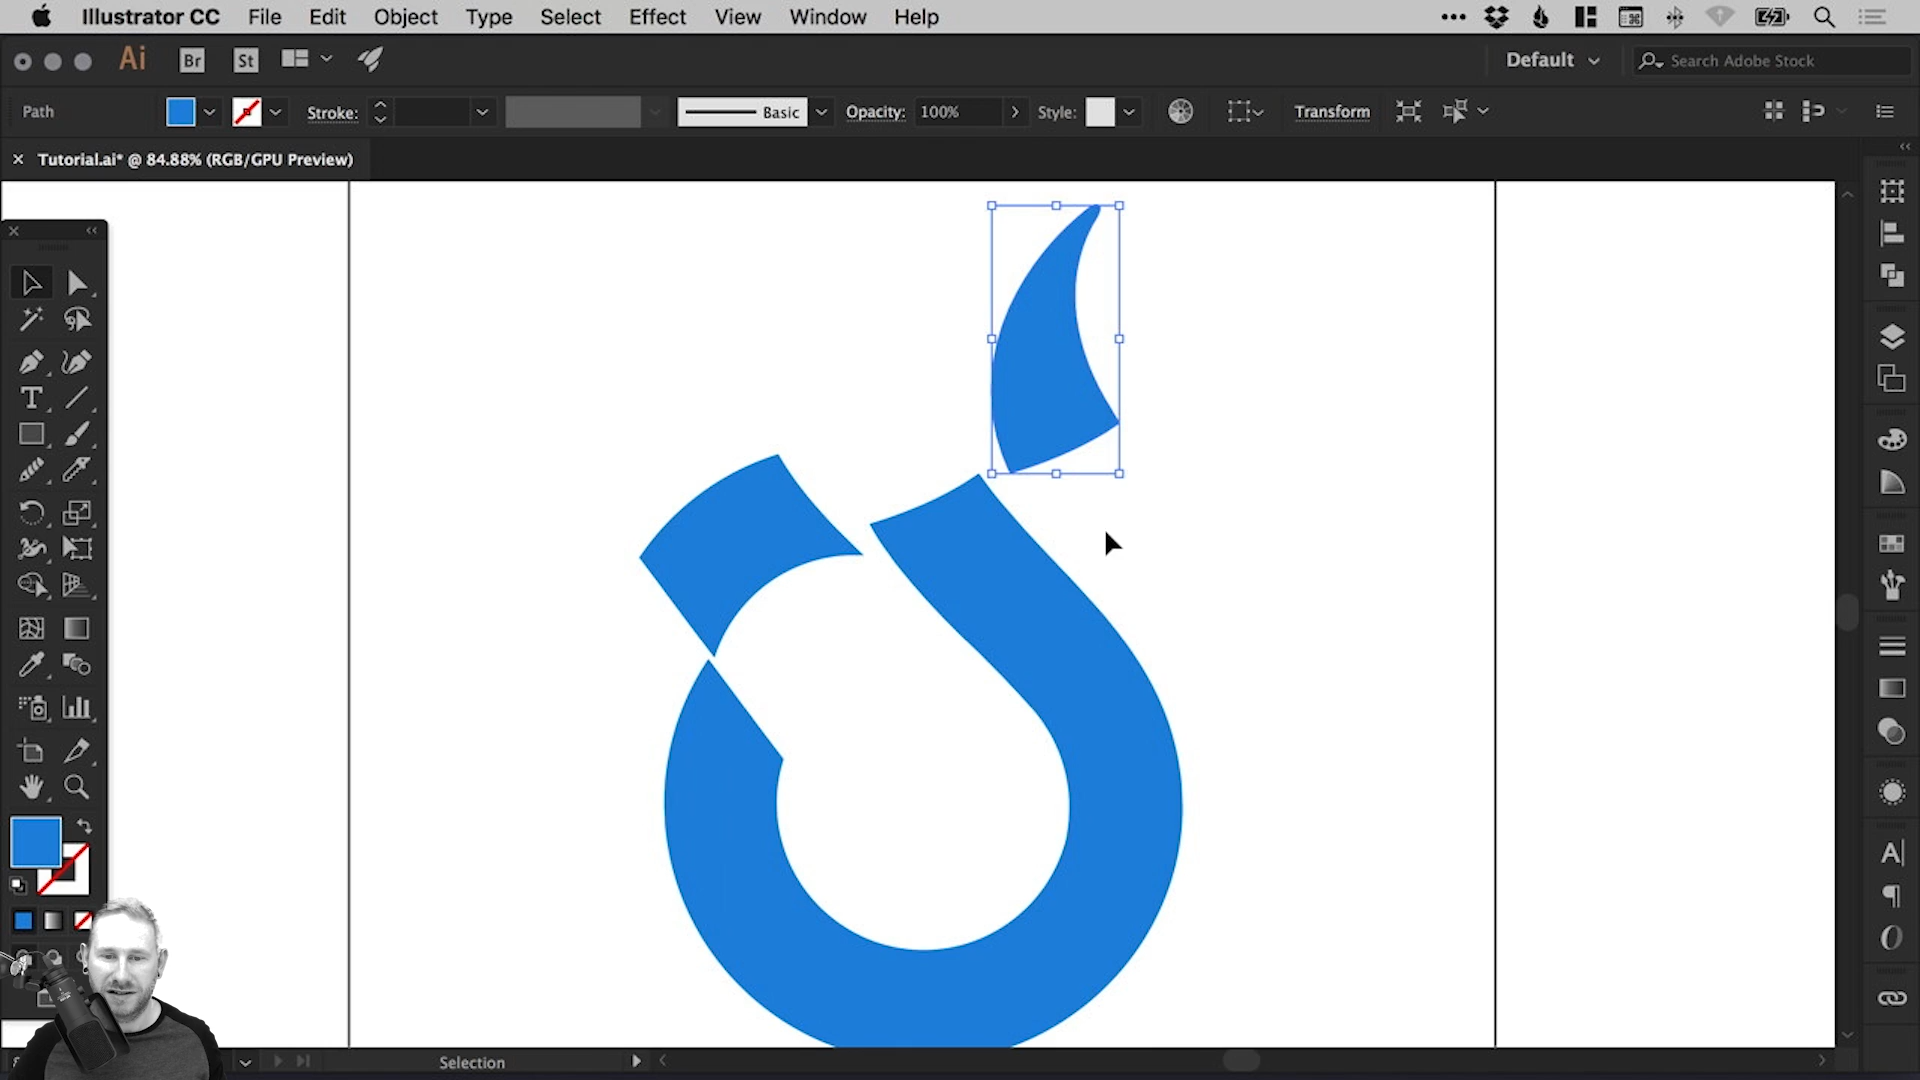 Illustrator CC File Edit Object Type Select Effect View Window Help
Ai Br St Default Search Adobe Stock
Path Stroke: Basic Opacity: 100% Style: Transform
Tutorial.ai* @ 84.88% (RGB/GPU Preview)
Selection